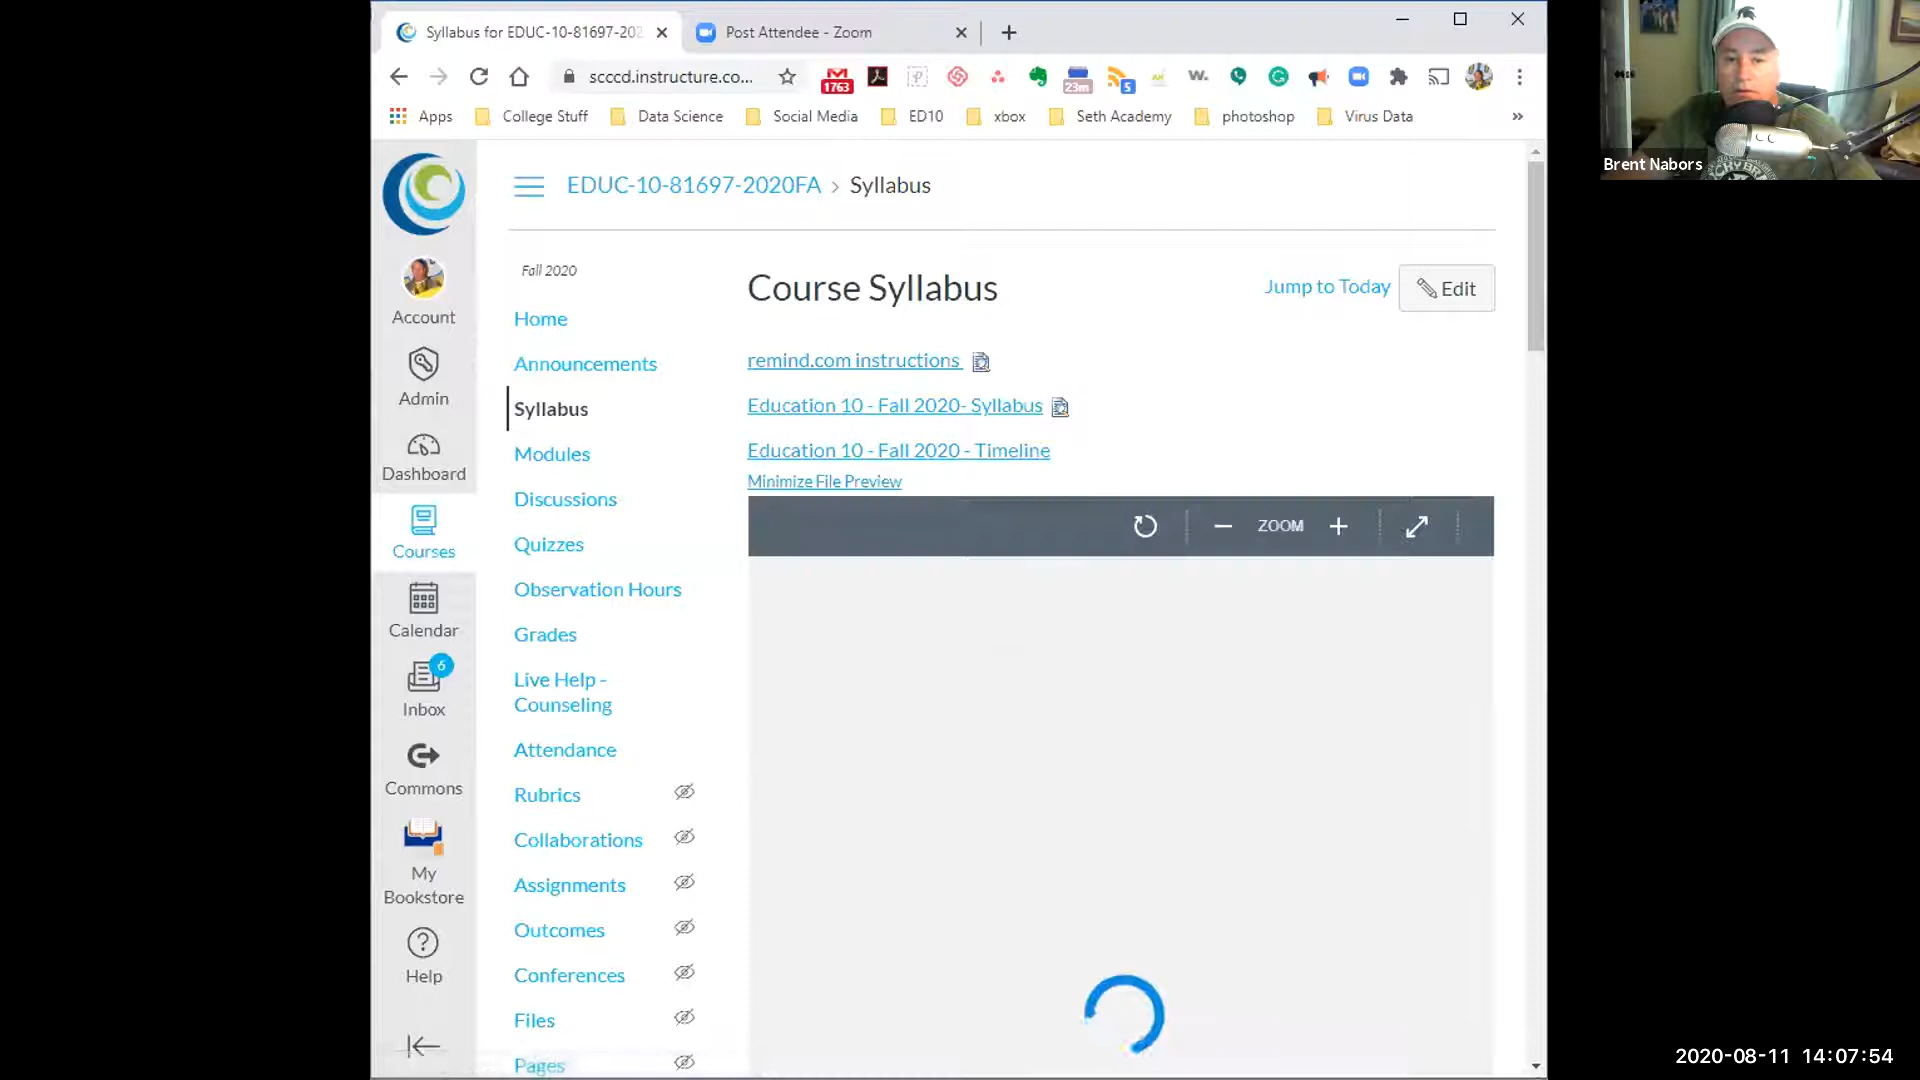 Syllabus for EDUC-10-81697-202
Post Attendee - Zoom
scccd.instructure.co...
1763
23m
W.
5
Apps
College Stuff
Data Science
Social Media
ED10
xbox
Seth Academy
photoshop
Virus Data
»
EDUC-10-81697-2020FA › Syllabus
Account
Admin
Dashboard
Courses
Calendar
6
Inbox
Commons
My
Bookstore
Help
Fall 2020
Home
Announcements
Syllabus
Modules
Discussions
Quizzes
Observation Hours
Grades
Live Help -
Counseling
Attendance
Rubrics
Collaborations
Assignments
Outcomes
Conferences
Files
Pages
Course Syllabus
Jump to Today
Edit
remind.com instructions
Education 10 - Fall 2020- Syllabus
Education 10 - Fall 2020 - Timeline
Minimize File Preview
ZOOM
Brent Nabors
2020-08-11 14:07:54